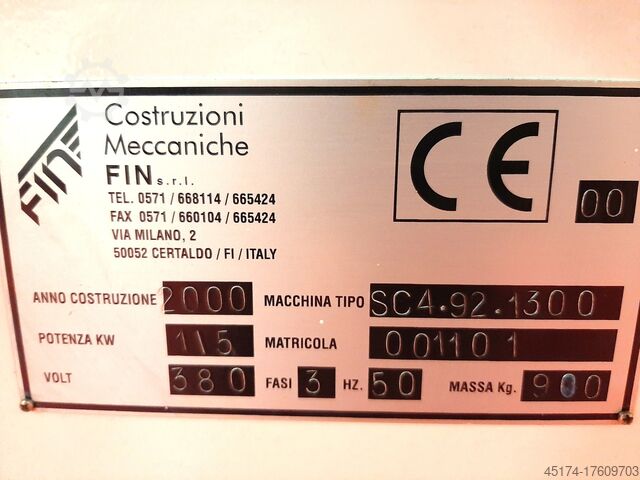 FIN
Costruzioni
Meccaniche
FIN s.r.l.
TEL. 0571 / 668114 / 665424
FAX 0571 / 660104 / 665424
VIA MILANO, 2
50052 CERTALDO / FI / ITALY
CE
00
ANNO COSTRUZIONE 2000 MACCHINA TIPO SC4.92.1300
POTENZA KW MATRICOLA 001101
VOLT 380 FASI 3 HZ. 50 MASSA Kg. 900
45174-17609703